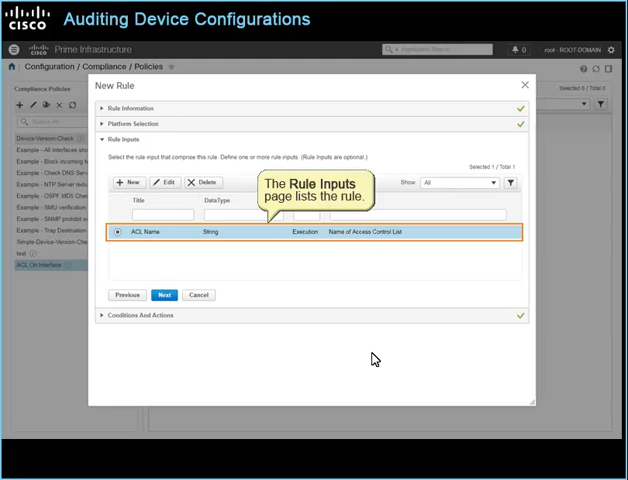 CISCO
Auditing Device Configurations
CISCO
Prime Infrastructure
Application Search
0
root - ROOT-DOMAIN
Configuration / Compliance / Policies
Compliance Policies
Selected 0 / Total 0
Search All
Device-Version-Check
Example - All interfaces show
Example - Block incoming t
Example - Check DNS Serv
Example - NTP Server redu
Example - OSPF MD5 Chec
Example - SMU verification
Example - SNMP prohibit w
Example - Trap Destination
Simple-Device-Version-Che
test
ACL On Interface
New Rule
Rule Information
Platform Selection
Rule Inputs
Select the rule input that comprise this rule. Define one or more rule inputs. (Rule Inputs are optional.)
Selected 1 / Total 1
New
Edit
Delete
Show
All
The Rule Inputs
page lists the rule.
Title
DataType
ACL Name
String
Execution
Name of Access Control List
Previous
Next
Cancel
Conditions And Actions